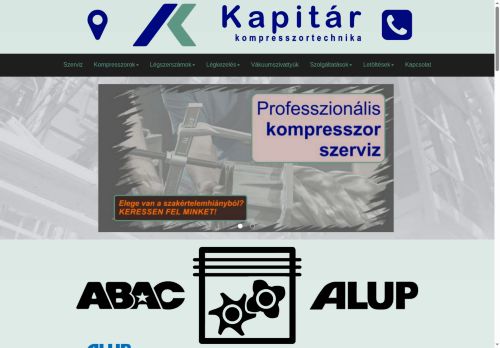 Kapitár
kompresszortechnika
Szerviz Kompresszorok Légszerszámok Légkezelés Vákuumszivattyúk Szolgáltatások Letöltések Kapcsolat
Professzionális
kompresszor
szerviz
Elege van a szakértelemhiányból?
KERESSEN FEL MINKET!
ABAC ALUP
ALUP